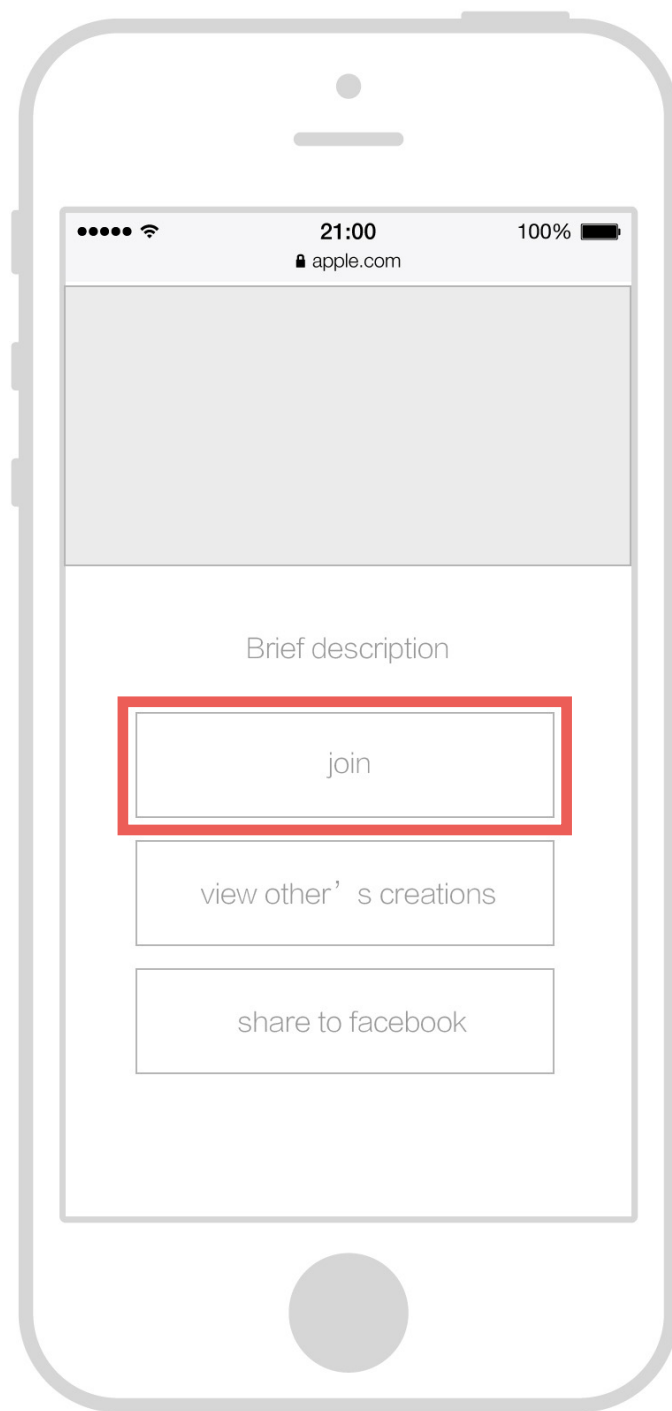 21:00
100%
apple.com
Brief description
join
view other’s creations
share to facebook